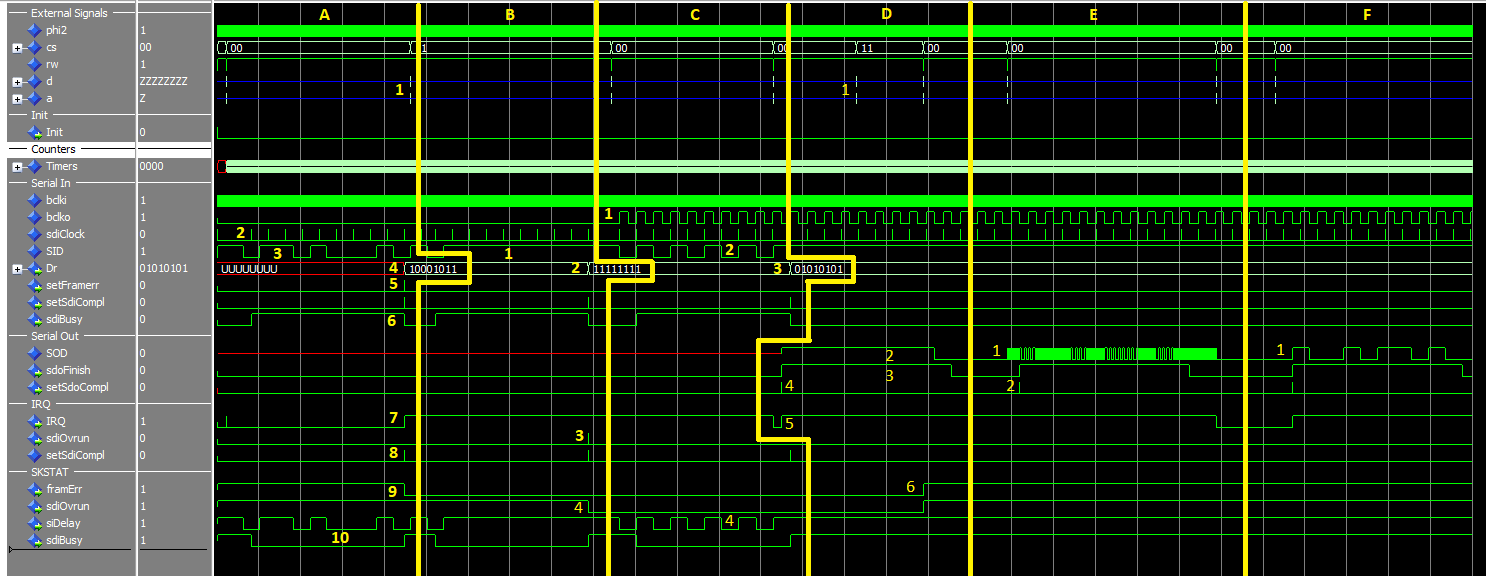 External Signals A B C D E F
phi2 1
cs 00 00 1 00 00 11 00 00 00 00
rw 1
d ZZZZZZZZ
a Z 1 1
Init
Init 0
Counters
Timers 0000
Serial In
bclki 1
bclko 1 1
sdiClock 0 2
SID 1 3 1 2
Dr 01010101 UUUUUUUU 4 10001011 2 11111111 3 01010101
setFramerr 0 5
setSdiCompl 0
sdiBusy 0 6
Serial Out
SOD 0 2 1 1
sdoFinish 0 3
setSdoCompl 0 4 2
IRQ
IRQ 1 7 5
sdiOvrun 0 3
setSdiCompl 0 8
SKSTAT
framErr 1 9 6
sdiOvrun 1 4
siDelay 1 4
sdiBusy 1 10